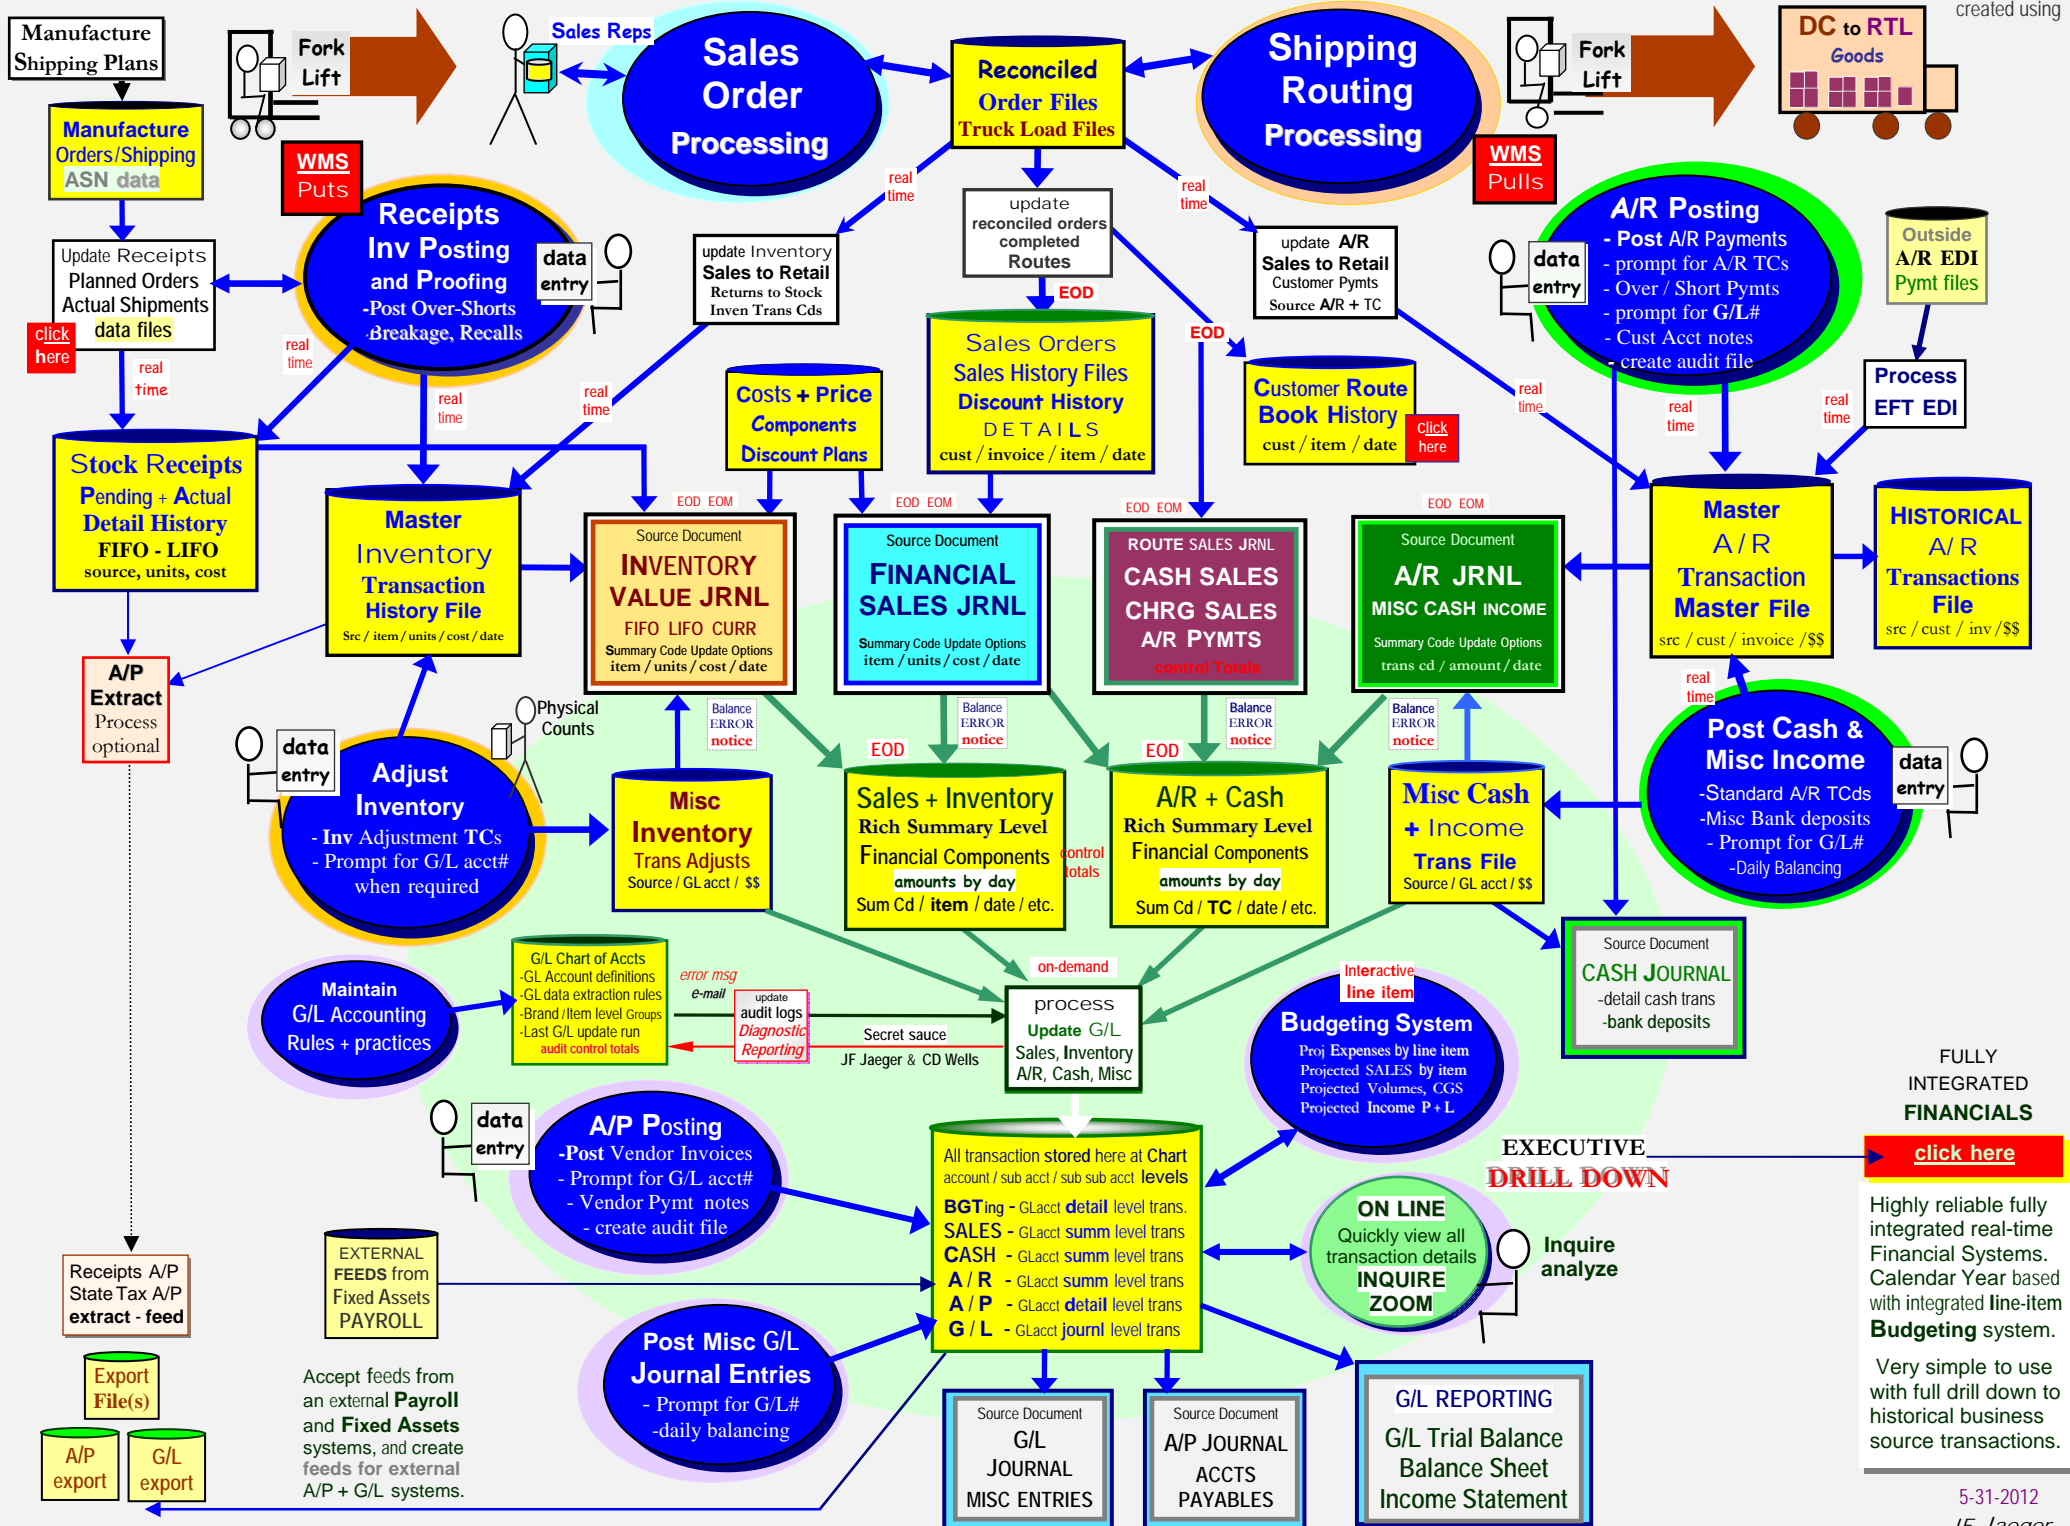 created using
Manufacture
Shipping Plans
Fork
Lift
Sales Reps
Sales
Order
Processing
Reconciled
Order Files
Truck Load Files
Shipping
Routing
Processing
Fork
Lift
DC to RTL
Goods
Manufacture
Orders/Shipping
ASN data
WMS
Puts
WMS
Pulls
real
time
real
time
Receipts
Inv Posting
and Proofing
-Post Over-Shorts
-Breakage, Recalls
data
entry
update
reconciled orders
completed
Routes
A/R Posting
- Post A/R Payments
- prompt for A/R TCs
- Over / Short Pymts
- prompt for G/L#
- Cust Acct notes
- create audit file
data
entry
Outside
A/R EDI
Pymt files
Update Receipts
Planned Orders
Actual Shipments
data files
click
here
update Inventory
Sales to Retail
Returns to Stock
Inven Trans Cds
update A/R
Sales to Retail
Customer Pymts
Source A/R + TC
EOD
EOD
real
time
real
time
real
time
real
time
real
time
real
time
real
time
Sales Orders
Sales History Files
Discount History
DETAILS
cust / invoice / item / date
Costs + Price
Components
Discount Plans
Customer Route
Book History
cust / item / date
Click
here
Process
EFT EDI
Stock Receipts
Pending + Actual
Detail History
FIFO - LIFO
source, units, cost
Master
Inventory
Transaction
History File
Src / item / units / cost / date
EOD EOM
Source Document
INVENTORY
VALUE JRNL
FIFO LIFO CURR
Summary Code Update Options
item / units / cost / date
EOD EOM
Source Document
FINANCIAL
SALES JRNL
Summary Code Update Options
item / units / cost / date
EOD EOM
ROUTE SALES JRNL
CASH SALES
CHRG SALES
A/R PYMTS
control Totals
EOD EOM
Source Document
A/R JRNL
MISC CASH INCOME
Summary Code Update Options
trans cd / amount / date
Master
A / R
Transaction
Master File
src / cust / invoice / $$
HISTORICAL
A/ R
Transactions
File
src / cust / inv / $$
A/P
Extract
Process
optional
Physical
Counts
Balance
ERROR
notice
Balance
ERROR
notice
Balance
ERROR
notice
Balance
ERROR
notice
EOD
EOD
real
time
data
entry
Adjust
Inventory
- Inv Adjustment TCs
- Prompt for G/L acct#
when required
Misc
Inventory
Trans Adjusts
Source / GL acct / $$
Sales + Inventory
Rich Summary Level
Financial Components
amounts by day
Sum Cd / item / date / etc.
control
totals
A/R + Cash
Rich Summary Level
Financial Components
amounts by day
Sum Cd / TC / date / etc.
Misc Cash
+ Income
Trans File
Source / GL acct / $$
Post Cash &
Misc Income
-Standard A/R TCds
-Misc Bank deposits
- Prompt for G/L#
-Daily Balancing
data
entry
Maintain
G/L Accounting
Rules + practices
G/L Chart of Accts
-GL Account definitions
-GL data extraction rules
-Brand /Item level Groups
-Last G/L update run
audit control totals
error msg
e-mail
update
audit logs
Diagnostic
Reporting
on-demand
process
Update G/L
Sales, Inventory
A/R, Cash, Misc
Secret sauce
JF Jaeger & CD Wells
Interactive
line item
Budgeting System
Proj Expenses by line item
Projected SALES by item
Projected Volumes, CGS
Projected Income P + L
Source Document
CASH JOURNAL
-detail cash trans
-bank deposits
FULLY
INTEGRATED
FINANCIALS
click here
EXECUTIVE
DRILL DOWN
data
entry
A/P Posting
-Post Vendor Invoices
- Prompt for G/L acct#
- Vendor Pymt notes
- create audit file
All transaction stored here at Chart
account / sub acct / sub sub acct levels
BGTing - GLacct detail level trans.
SALES - GLacct summ level trans
CASH - GLacct summ level trans
A / R - GLacct summ level trans
A / P - GLacct detail level trans
G / L - GLacct journl level trans
ON LINE
Quickly view all
transaction details
INQUIRE
ZOOM
Inquire
analyze
Highly reliable fully
integrated real-time
Financial Systems.
Calendar Year based
with integrated line-item
Budgeting system.
Very simple to use
with full drill down to
historical business
source transactions.
Receipts A/P
State Tax A/P
extract - feed
EXTERNAL
FEEDS from
Fixed Assets
PAYROLL
Post Misc G/L
Journal Entries
- Prompt for G/L#
-daily balancing
Export
File(s)
A/P
export
G/L
export
Accept feeds from
an external Payroll
and Fixed Assets
systems, and create
feeds for external
A/P + G/L systems.
Source Document
G/L
JOURNAL
MISC ENTRIES
Source Document
A/P JOURNAL
ACCTS
PAYABLES
G/L REPORTING
G/L Trial Balance
Balance Sheet
Income Statement
5-31-2012
JF Jaeger